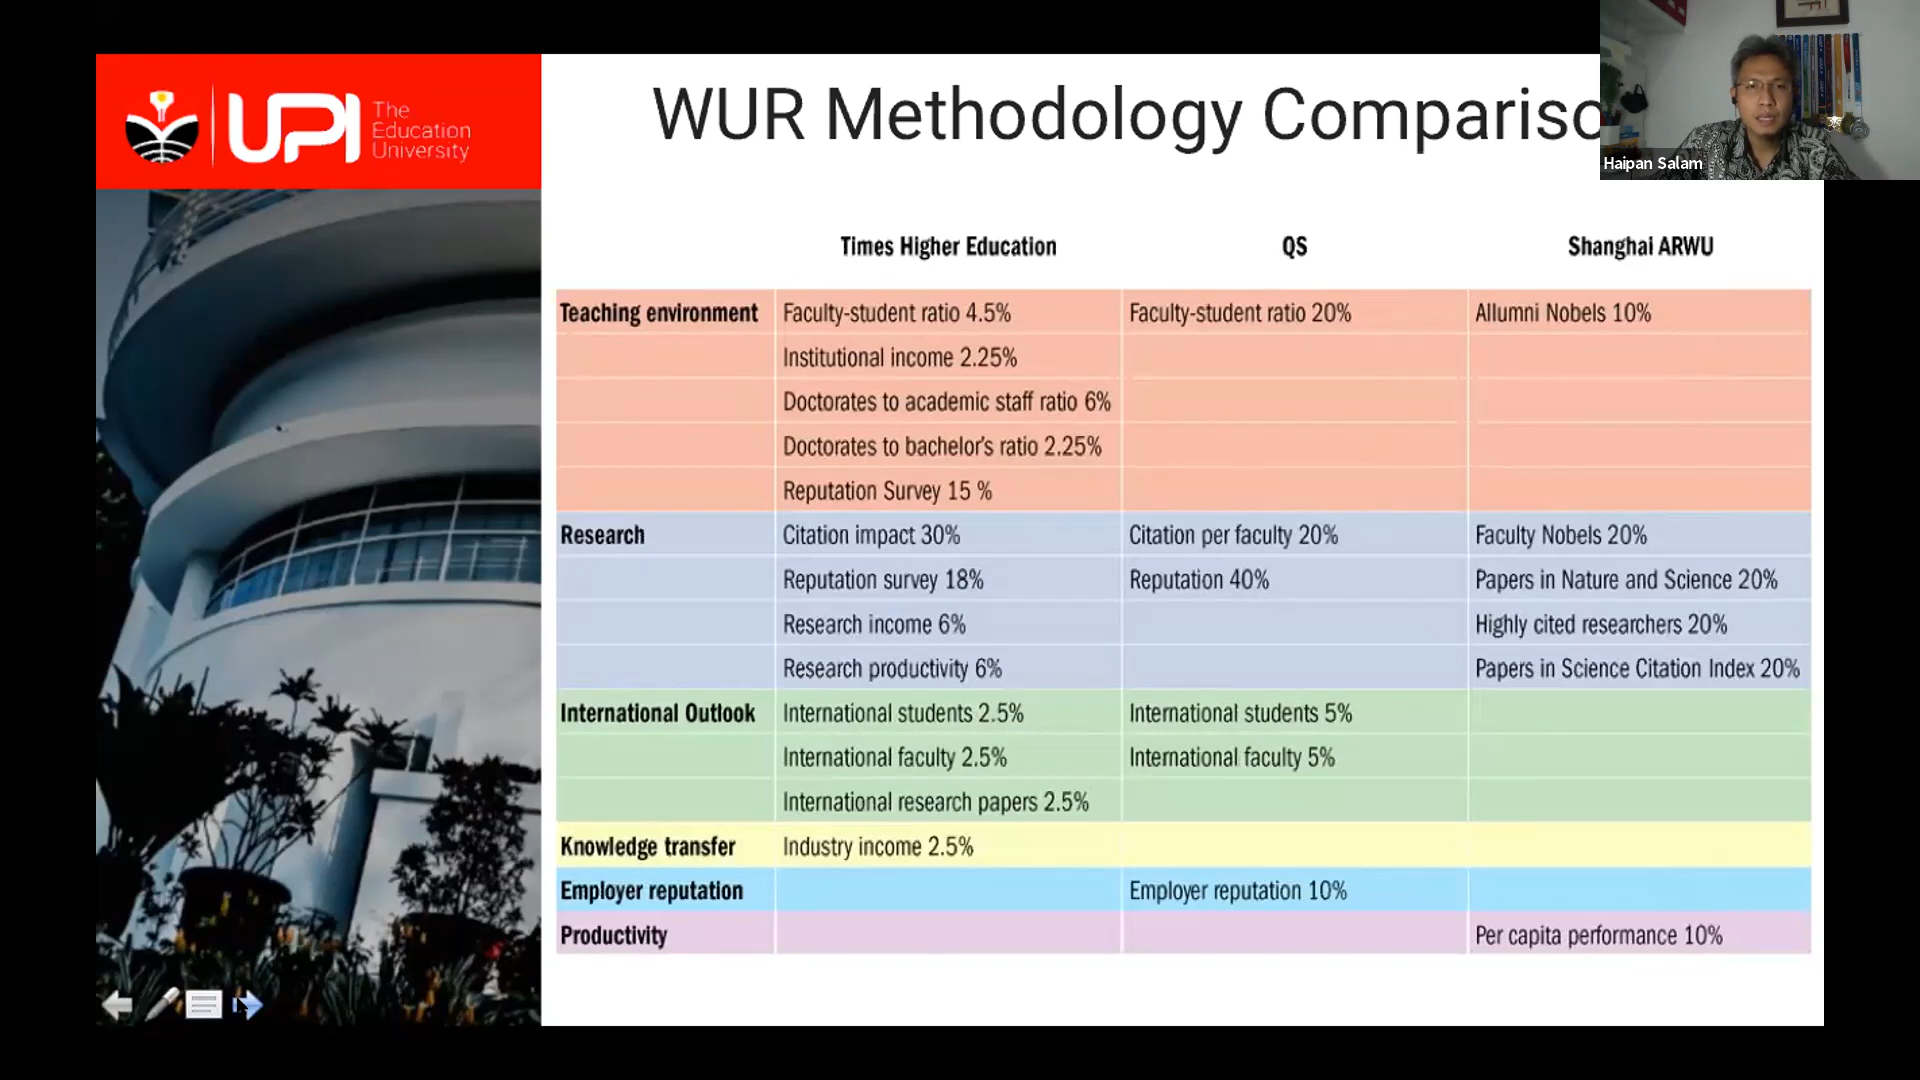 UPI The Education University
WUR Methodology Compariso
Haipan Salam
Times Higher Education QS Shanghai ARWU
Teaching environment Faculty-student ratio 4.5% Faculty-student ratio 20% Allumni Nobels 10%
Institutional income 2.25%
Doctorates to academic staff ratio 6%
Doctorates to bachelor's ratio 2.25%
Reputation Survey 15 %
Research Citation impact 30% Citation per faculty 20% Faculty Nobels 20%
Reputation survey 18% Reputation 40% Papers in Nature and Science 20%
Research income 6% Highly cited researchers 20%
Research productivity 6% Papers in Science Citation Index 20%
International Outlook International students 2.5% International students 5%
International faculty 2.5% International faculty 5%
International research papers 2.5%
Knowledge transfer Industry income 2.5%
Employer reputation Employer reputation 10%
Productivity Per capita performance 10%